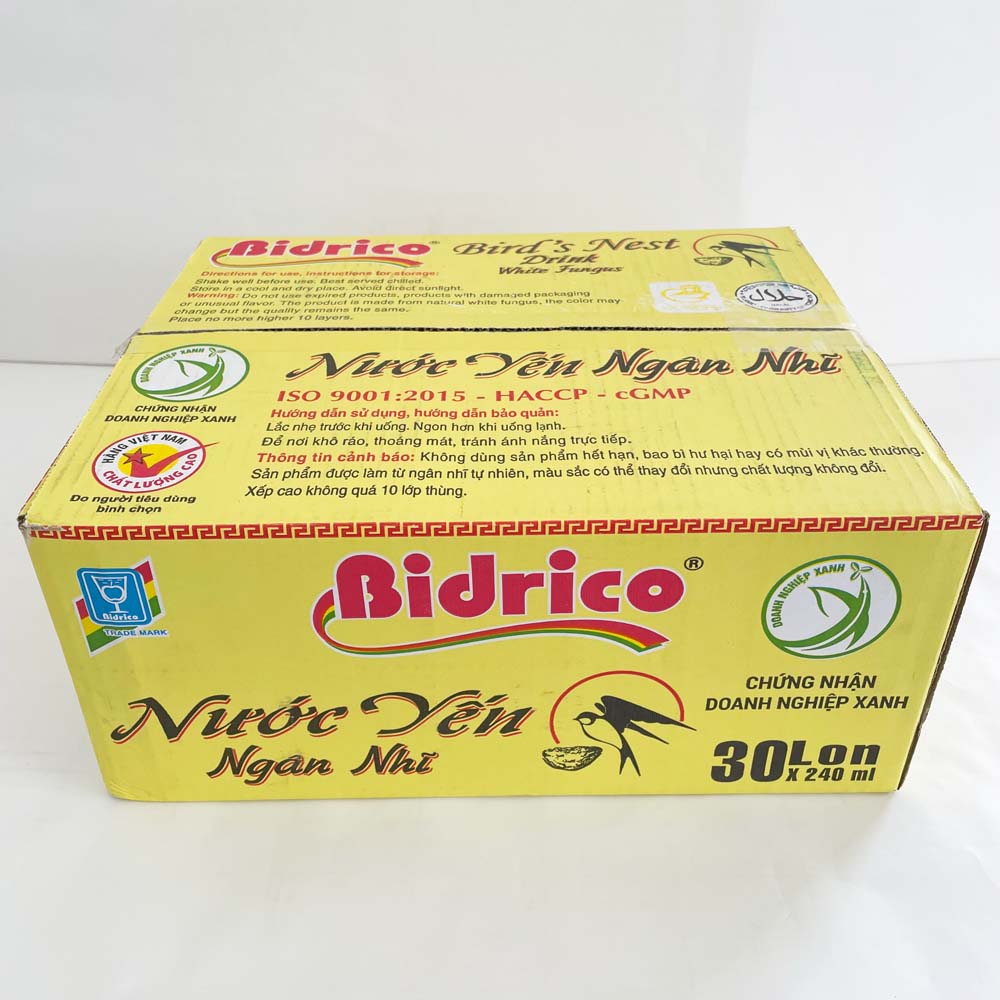 Bidrico®
Bird's Nest
Drink
White Fungus
Directions for use, instructions for storage:
Shake well before use. Best served chilled.
Store in a cool and dry place. Avoid direct sunlight.
Warning: Do not use expired products, products with damaged packaging
or unusual flavor. The product is made from natural white fungus, the color may
change but the quality remains the same.
Place no more higher 10 layers.
HALAL
DOANH NGHIỆP XANH
CHỨNG NHẬN
DOANH NGHIỆP XANH
HÀNG VIỆT NAM
CHẤT LƯỢNG CAO
Do người tiêu dùng
bình chọn
Nước Yến Ngân Nhĩ
ISO 9001:2015 - HACCP - cGMP
Hướng dẫn sử dụng, hướng dẫn bảo quản:
Lắc nhẹ trước khi uống. Ngon hơn khi uống lạnh.
Để nơi khô ráo, thoáng mát, tránh ánh nắng trực tiếp.
Thông tin cảnh báo: Không dùng sản phẩm hết hạn, bao bì hư hại hay có mùi vị khác thường.
Sản phẩm được làm từ ngân nhĩ tự nhiên, màu sắc có thể thay đổi nhưng chất lượng không đổi.
Xếp cao không quá 10 lớp thùng.
Bidrico
TRADE MARK
Bidrico®
Nước Yến
Ngân Nhĩ
DOANH NGHIỆP XANH
CHỨNG NHẬN
DOANH NGHIỆP XANH
30 Lon
X 240 ml